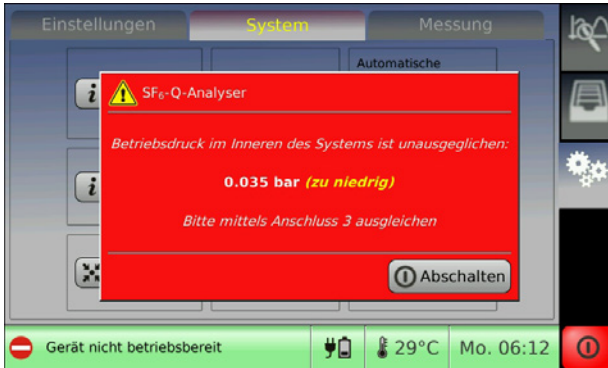 Einstellungen
System
Messung
Automatische
SF₆-Q-Analyser
Betriebsdruck im Inneren des Systems ist unausgeglichen:
0.035 bar (zu niedrig)
Bitte mittels Anschluss 3 ausgleichen
Abschalten
Gerät nicht betriebsbereit
29°C
Mo. 06:12